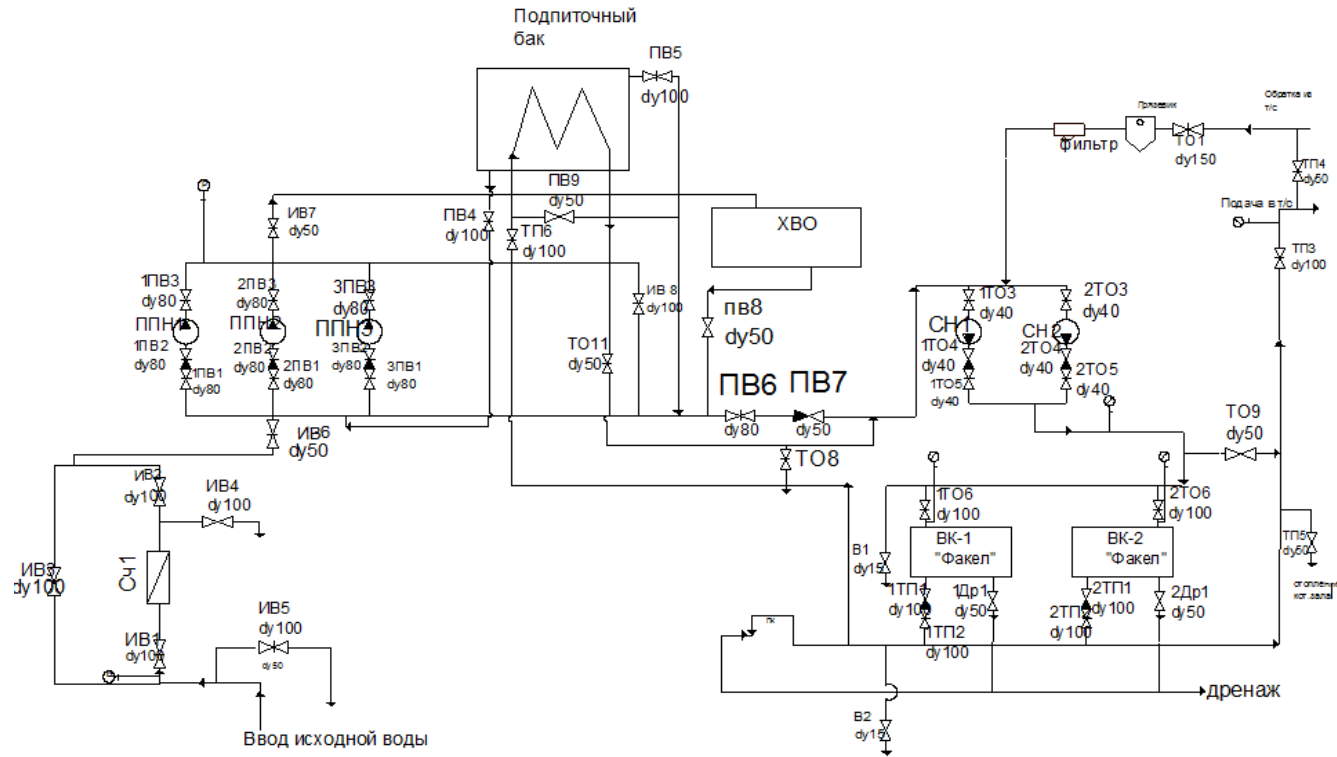 Подпиточный
бак
ПВ5
dy100
Обратка из
т/с
Грязевик
фильтр
ТО1
dy150
ТП4
dy50
Подача в т/с
ТП3
dy100
ПВ9
dy50
ПВ4
dy100
ТП6
dy100
ИВ7
dy50
ХВО
P
1ПВ3
dy80
2ПВ3
dy80
3ПВ3
dy80
ИВ 8
dy100
пв8
dy50
1ТО3
dy40
2ТО3
dy40
ППН1
ППН2
ППН3
СН 1
СН 2
1ПВ2
dy80
2ПВ2
dy80
3ПВ2
dy80
1ПВ1
dy80
2ПВ1
dy80
3ПВ1
dy80
ТО11
dy50
1ТО4
dy40
2ТО4
dy40
1ТО5
dy40
2ТО5
dy40
ПВ6
dy80
ПВ7
dy50
ИВ6
dy50
ТО8
ТО9
dy50
ИВ2
dy100
ИВ4
dy100
1ТО6
dy100
2ТО6
dy100
ВК-1
"Факел"
ВК-2
"Факел"
В1
dy15
ТП5
dy50
отопление
кот.зала
Сч1
ИВ3
dy100
1ТП1
dy100
1Др1
dy50
2ТП1
dy100
2Др1
dy50
1ТП2
dy100
2ТП2
dy100
ИВ5
dy100
dy50
ИВ1
dy100
пк
дренаж
В2
dy15
Ввод исходной воды